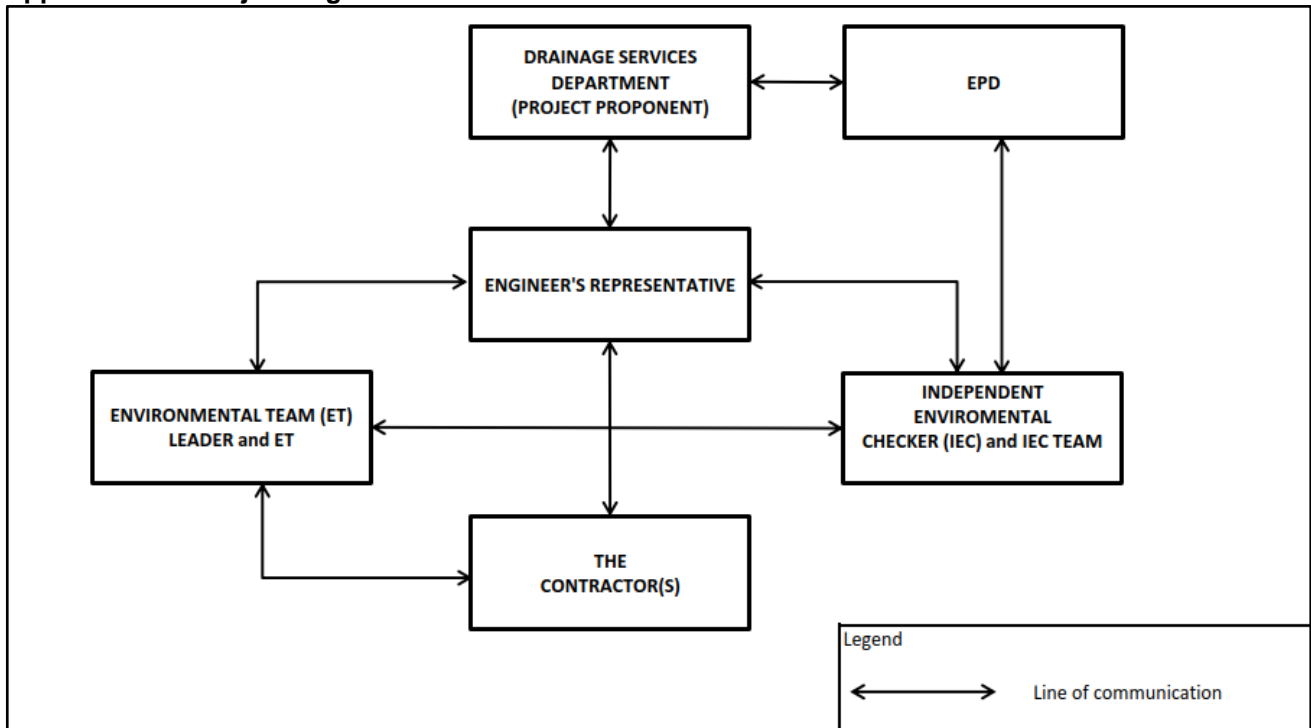 DRAINAGE SERVICES
DEPARTMENT
(PROJECT PROPONENT)
EPD
ENGINEER'S REPRESENTATIVE
ENVIRONMENTAL TEAM (ET)
LEADER and ET
INDEPENDENT
ENVIROMENTAL
CHECKER (IEC) and IEC TEAM
THE
CONTRACTOR(S)
Legend
Line of communication